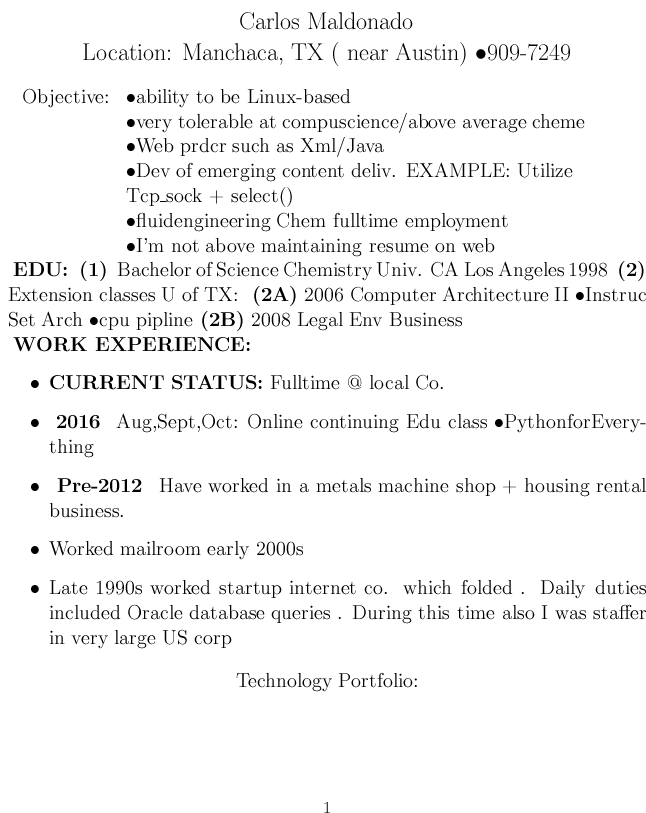 Carlos Maldonado
Location: Manchaca, TX ( near Austin) •909-7249
Objective: •ability to be Linux-based
•very tolerable at compuscience/above average cheme
•Web prdcr such as Xml/Java
•Dev of emerging content deliv. EXAMPLE: Utilize
Tcp_sock + select()
•fluidengineering Chem fulltime employment
•I'm not above maintaining resume on web
EDU: (1) Bachelor of Science Chemistry Univ. CA Los Angeles 1998 (2)
Extension classes U of TX: (2A) 2006 Computer Architecture II •Instruc
Set Arch •cpu pipline (2B) 2008 Legal Env Business
WORK EXPERIENCE:
• CURRENT STATUS: Fulltime @ local Co.
• 2016 Aug,Sept,Oct: Online continuing Edu class •PythonforEvery-
thing
• Pre-2012 Have worked in a metals machine shop + housing rental
business.
• Worked mailroom early 2000s
• Late 1990s worked startup internet co. which folded . Daily duties
included Oracle database queries . During this time also I was staffer
in very large US corp
Technology Portfolio:
1